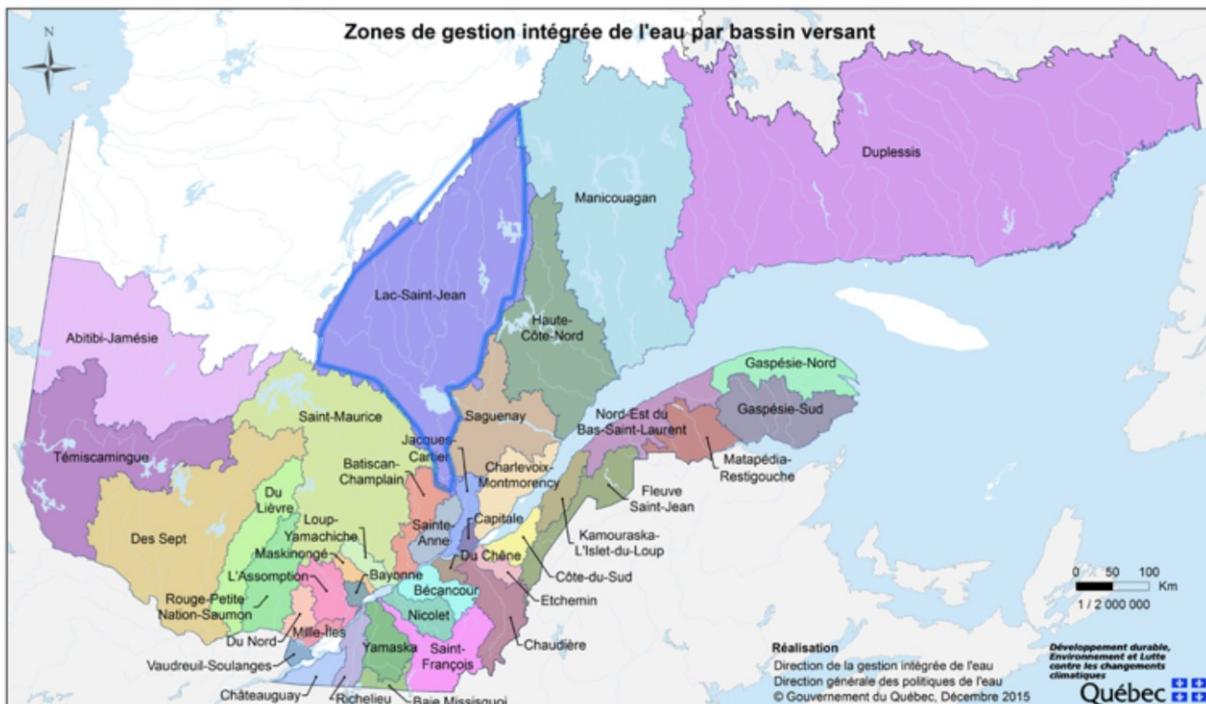 Zones de gestion intégrée de l'eau par bassin versant
N
Duplessis
Manicouagan
Lac-Saint-Jean
Haute-
Côte-Nord
Abitibi-Jamésie
Gaspésie-Nord
Gaspésie-Sud
Saint-Maurice
Saguenay
Nord-Est du
Bas-Saint-Laurent
Jacques-
Cartier
Témiscamingue
Batiscan-
Champlain
Charlevoix-
Montmorency
Matapédia-
Restigouche
Du
Lièvre
Fleuve
Saint-Jean
Loup-
Yamachiche
Sainte-
Anne
Capitale
Des Sept
Kamouraska-
L'Islet-du-Loup
Maskinongé
Du Chêne
L'Assomption
Bayonne
Côte-du-Sud
Bécancour
Etchemin
Rouge-Petite
Nation-Saumon
Nicolet
Du Nord
Mille-Îles
Yamaska
Saint-
François
Chaudière
Vaudreuil-Soulanges
Châteauguay
Richelieu
Baie Missisquoi
0 50 100
Km
1 / 2 000 000
Réalisation
Direction de la gestion intégrée de l'eau
Direction générale des politiques de l'eau
© Gouvernement du Québec, Décembre 2015
Développement durable,
Environnement et Lutte
contre les changements
climatiques
Québec